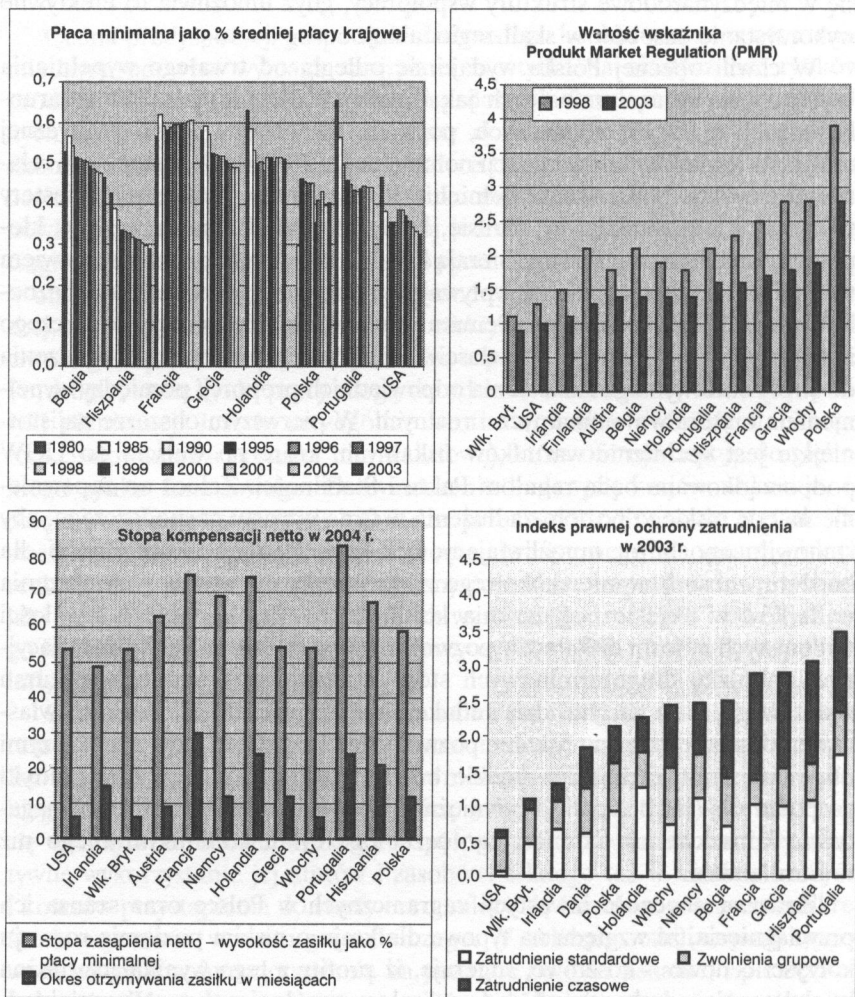 Płaca minimalna jako % średniej płacy krajowej
0,7
0,6
0,5
0,4
0,3
0,2
0,1
0,0
Belgia
Hiszpania
Francja
Grecja
Holandia
Polska
Portugalia
USA
1980 1985 1990 1995 1996 1997
1998 1999 2000 2001 2002 2003
Wartość wskaźnika
Produkt Market Regulation (PMR)
1998 2003
4,5
4,0
3,5
3,0
2,5
2,0
1,5
1,0
0,5
0,0
Wlk. Bryt.
USA
Irlandia
Finlandia
Austria
Belgia
Niemcy
Holandia
Portugalia
Hiszpania
Francja
Grecja
Włochy
Polska
Stopa kompensacji netto w 2004 r.
90
80
70
60
50
40
30
20
10
0
USA
Irlandia
Wlk. Bryt.
Austria
Francja
Niemcy
Holandia
Grecja
Włochy
Portugalia
Hiszpania
Polska
Stopa zasąpienia netto – wysokość zasiłku jako %
płacy minimalnej
Okres otrzymywania zasiłku w miesiącach
Indeks prawnej ochrony zatrudnienia
w 2003 r.
4,5
4,0
3,5
3,0
2,5
2,0
1,5
1,0
0,5
0,0
USA
Wlk. Bryt.
Irlandia
Dania
Polska
Holandia
Włochy
Niemcy
Belgia
Francja
Grecja
Hiszpania
Portugalia
Zatrudnienie standardowe Zwolnienia grupowe
Zatrudnienie czasowe